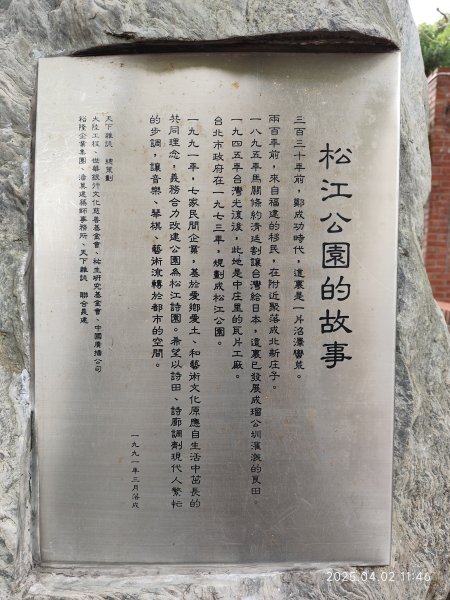 松江公園的故事
三百三十年前，鄭成功時代，這裏是一片沼澤蠻荒。
兩百年前，來自福建的移民，在附近聚落成北新庄子。
一八九五年馬關條約清廷割讓台灣給日本，這裏已發展成瑠公圳灌溉的良田。
一九四五年台灣光復後，此地是中庄里的瓦片工廠。
台北市政府在一九七三年，規劃成松江公園。
一九九一年，七家民間企業，基於愛鄉愛土、和藝術文化原應自生活中茁長的
共同理念，義務合力改建公園為松江詩園。希望以詩田、詩廊調劑現代人繁忙
的步調，讓音樂、琴棋、藝術流轉於都市的空間。
天下雜誌　總策劃
大陸工程、世華銀行文化慈善基金會、祐生研究基金會、中國廣播公司
裕隆企業集團、建築師事務所、天下雜誌　聯合異建
一九九一年三月落成
2025.04.02 11:46